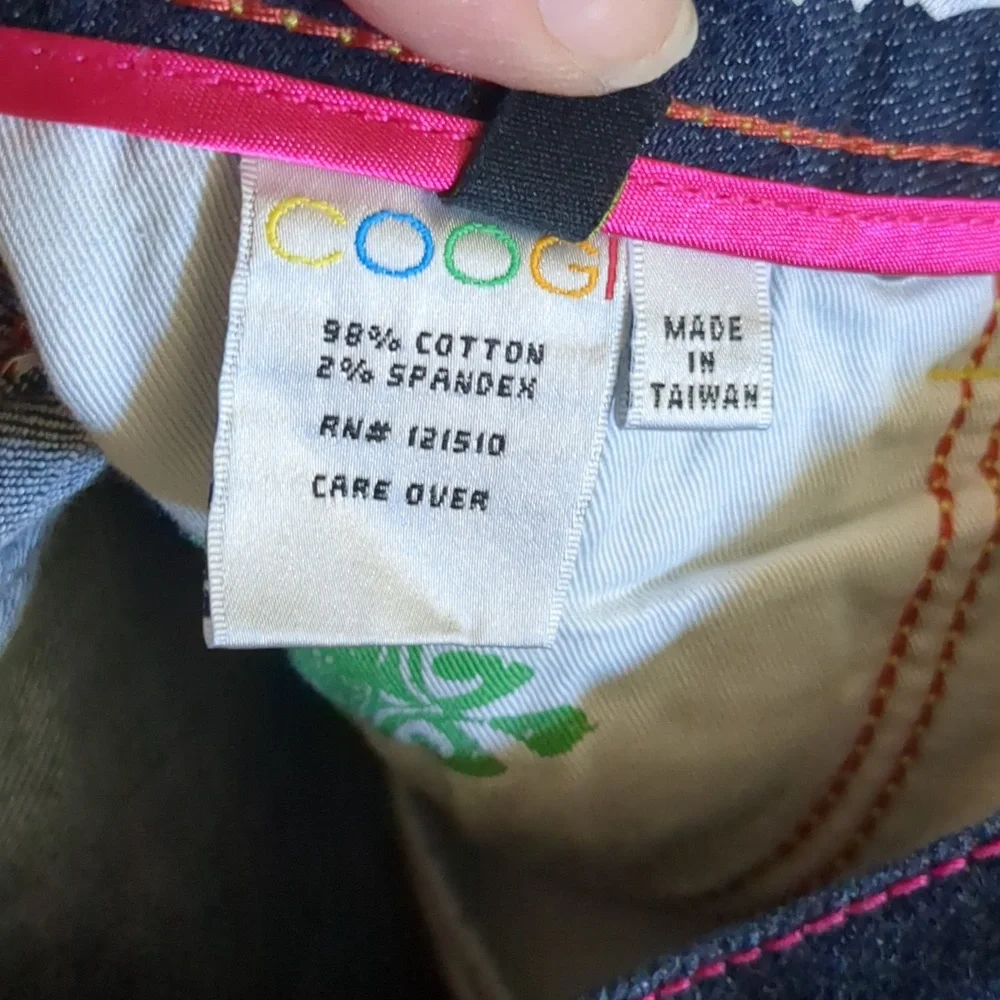 COOGI
98% COTTON
2% SPANDEX
RN# 121510
CARE OVER
MADE
IN
TAIWAN